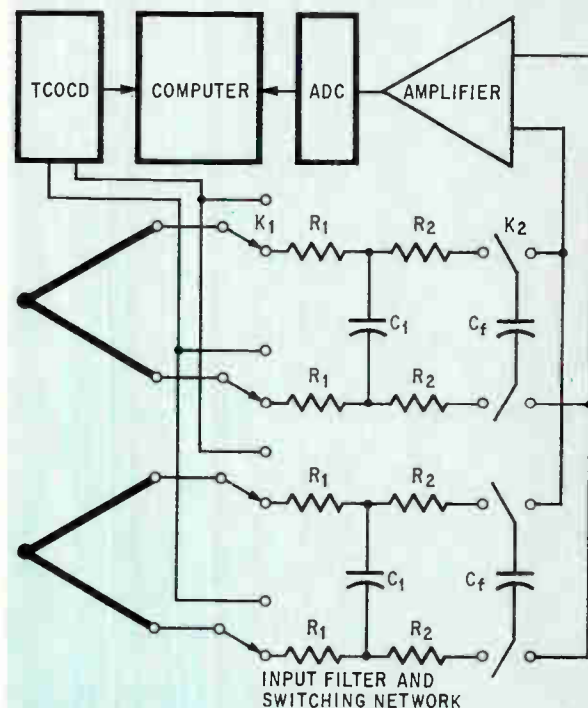 TCOCD COMPUTER ADC AMPLIFIER
K1 R1 R2 K2
C1 Cf
R1 R2
R1 R2
C1 Cf
R1 R2
INPUT FILTER AND
SWITCHING NETWORK